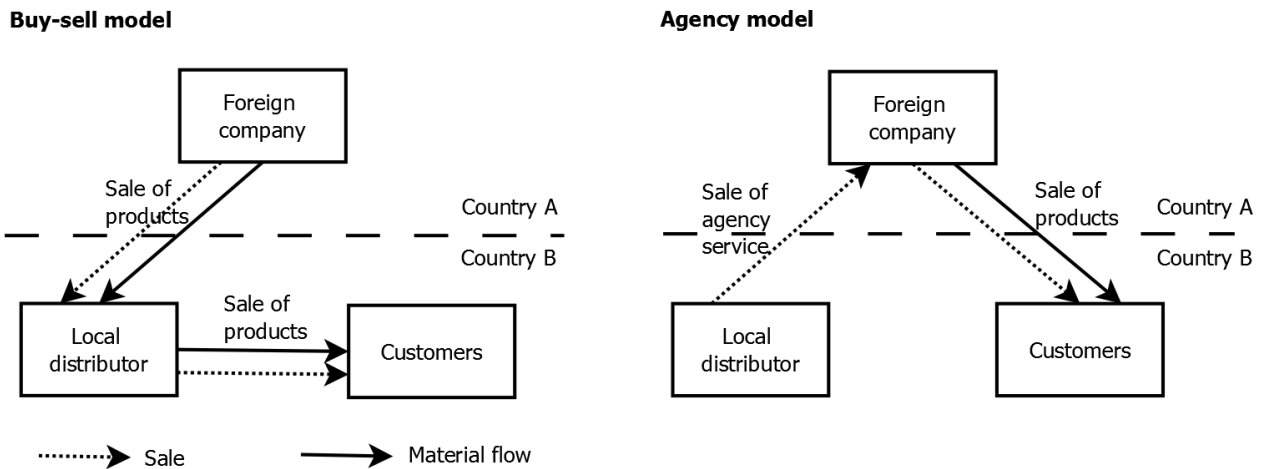 Buy-sell model
Agency model
Foreign
company
Sale of
products
Country A
Country B
Local
distributor
Sale of
products
Customers
Foreign
company
Sale of
agency
service
Sale of
products
Country A
Country B
Local
distributor
Customers
Sale
Material flow